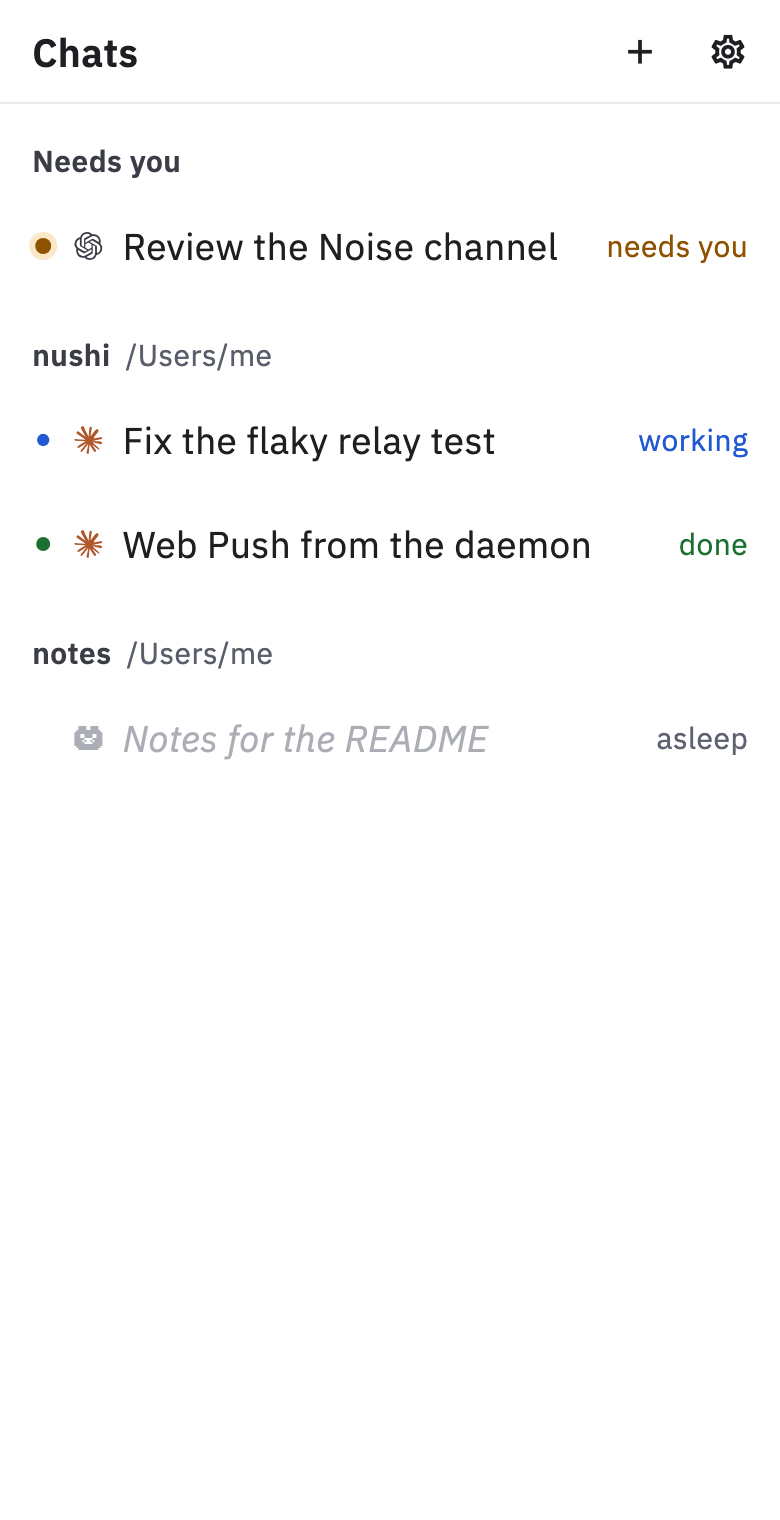 Chats
Needs you
Review the Noise channel needs you
nushi /Users/me
Fix the flaky relay test working
Web Push from the daemon done
notes /Users/me
Notes for the README asleep